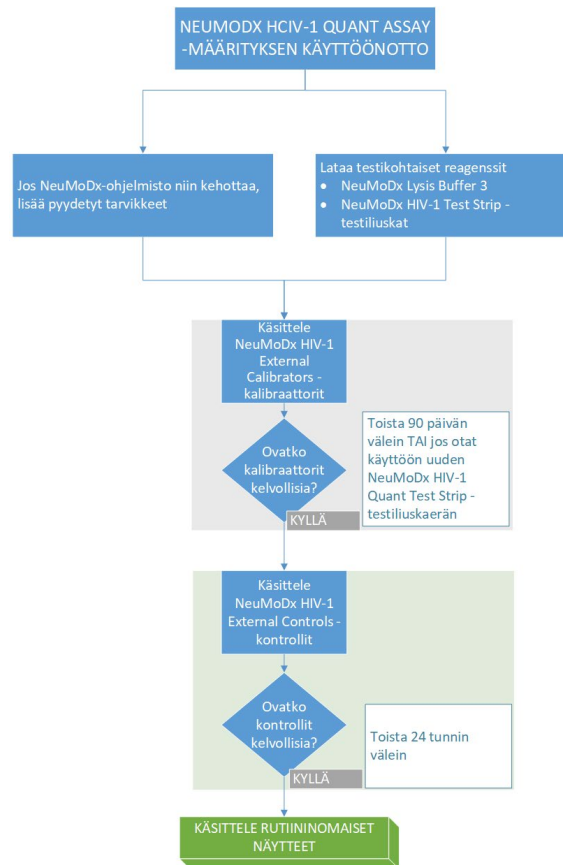 NEUMODX HCIV-1 QUANT ASSAY
-MÄÄRITYKSEN KÄYTTÖÖNOTTO
Jos NeuMoDx-ohjelmisto niin kehottaa,
lisää pyydetyt tarvikkeet
Lataa testikohtaiset reagenssit
● NeuMoDx Lysis Buffer 3
● NeuMoDx HIV-1 Test Strip -
testiliuskat
Käsittele
NeuMoDx HIV-1
External
Calibrators -
kalibraattorit
Ovatko
kalibraattorit
kelvollisia?
KYLLÄ
Toista 90 päivän
välein TAI jos otat
käyttöön uuden
NeuMoDx HIV-1
Quant Test Strip -
testiliuskaerän
Käsittele
NeuMoDx HIV-1
External Controls -
kontrollit
Ovatko
kontrollit
kelvollisia?
KYLLÄ
Toista 24 tunnin
välein
KÄSITTELE RUTIININOMAISET
NÄYTTEET